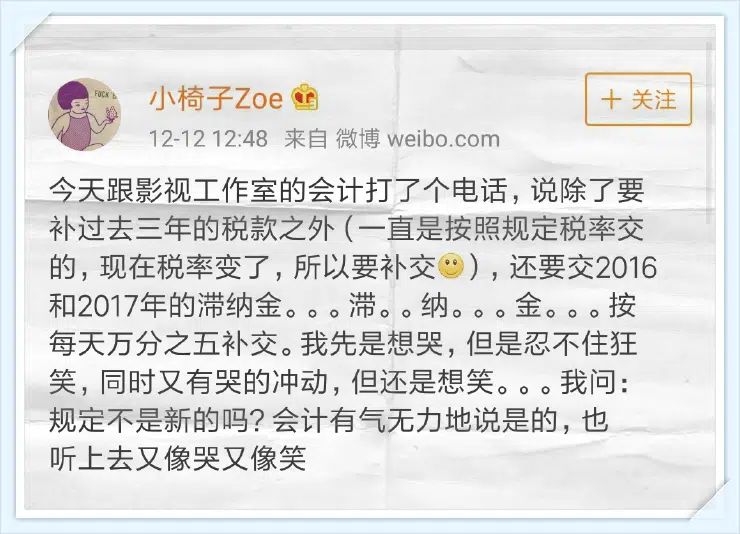 小椅子Zoe
+ 关注
12-12 12:48 来自 微博 weibo.com
今天跟影视工作室的会计打了个电话，说除了要
补过去三年的税款之外（一直是按照规定税率交
的，现在税率变了，所以要补交🙂），还要交2016
和2017年的滞纳金。。。滞。。纳。。。金。。。按
每天万分之五补交。我先是想哭，但是忍不住狂
笑，同时又有哭的冲动，但还是想笑。。。我问：
规定不是新的吗？会计有气无力地说是的，也
听上去又像哭又像笑